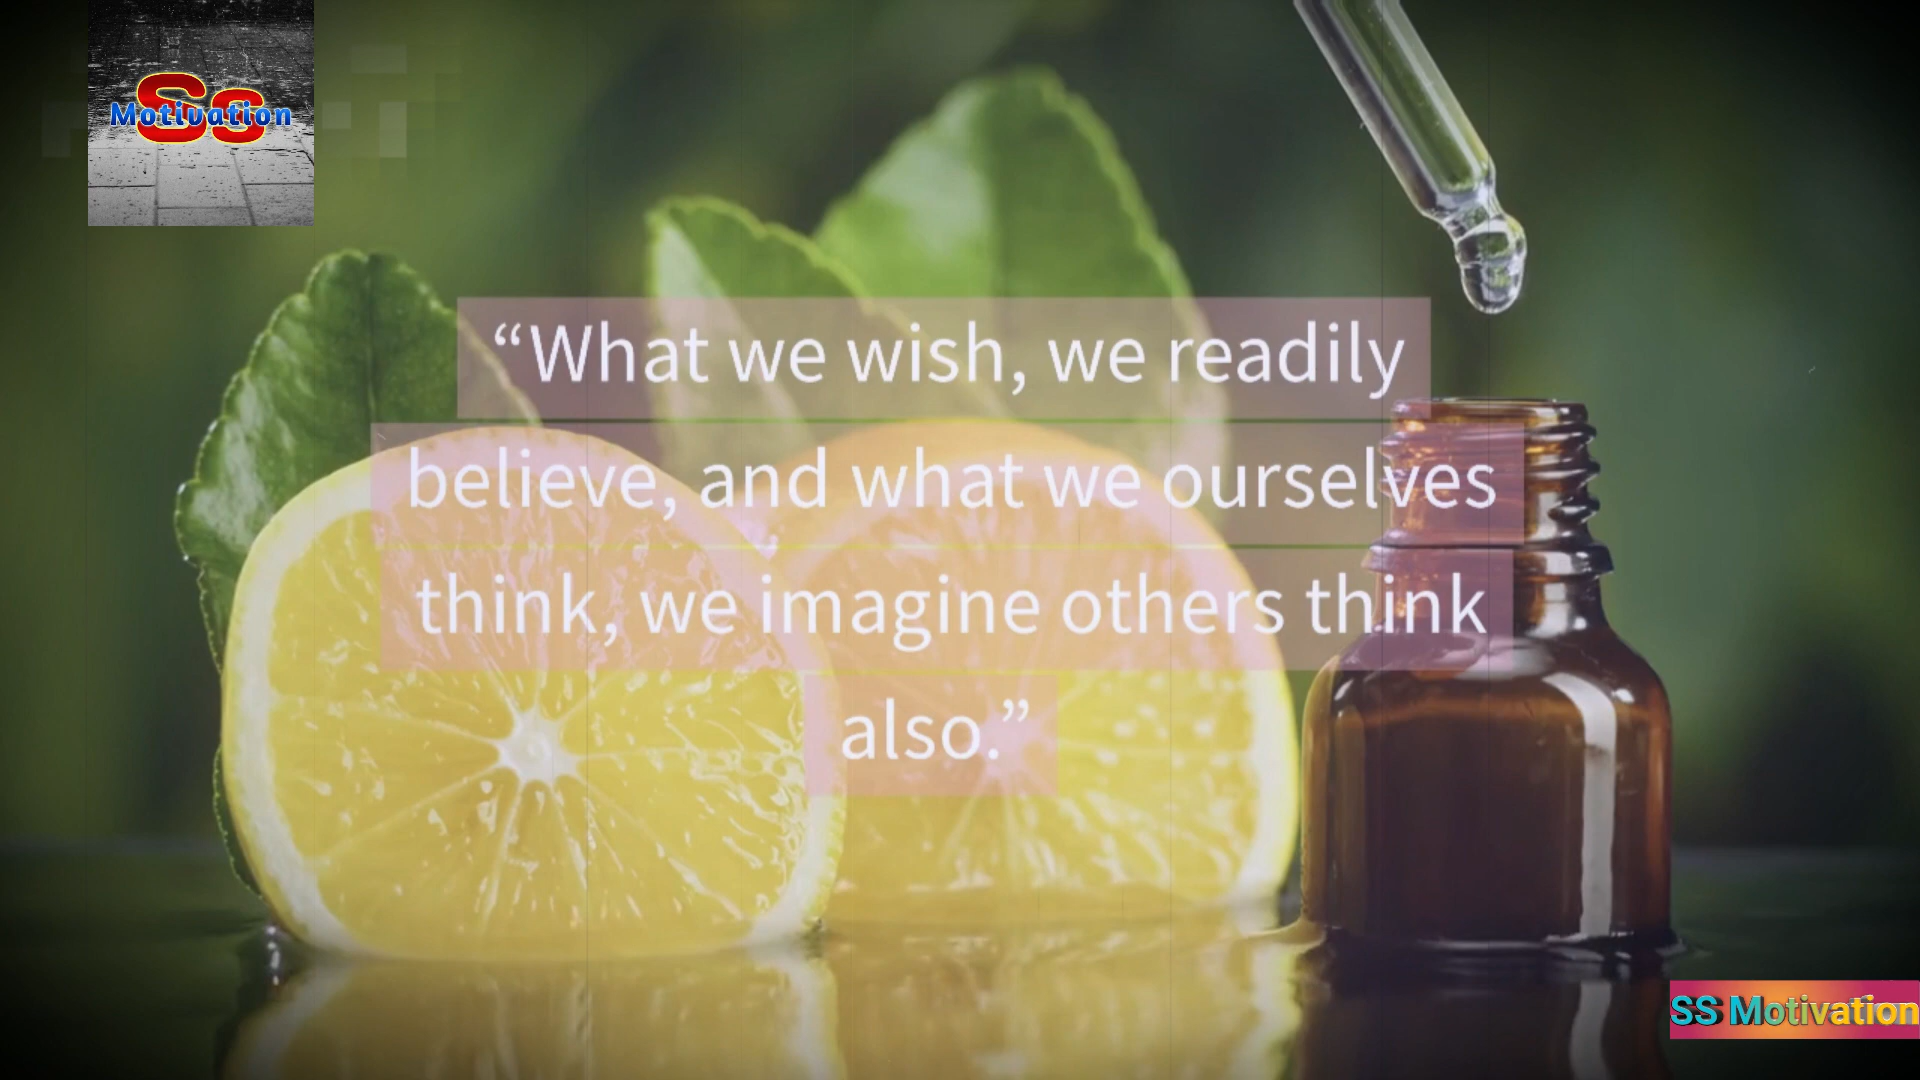 Ss
Motivation
“What we wish, we readily
believe, and what we ourselves
think, we imagine others think
also.”
SS Motivation